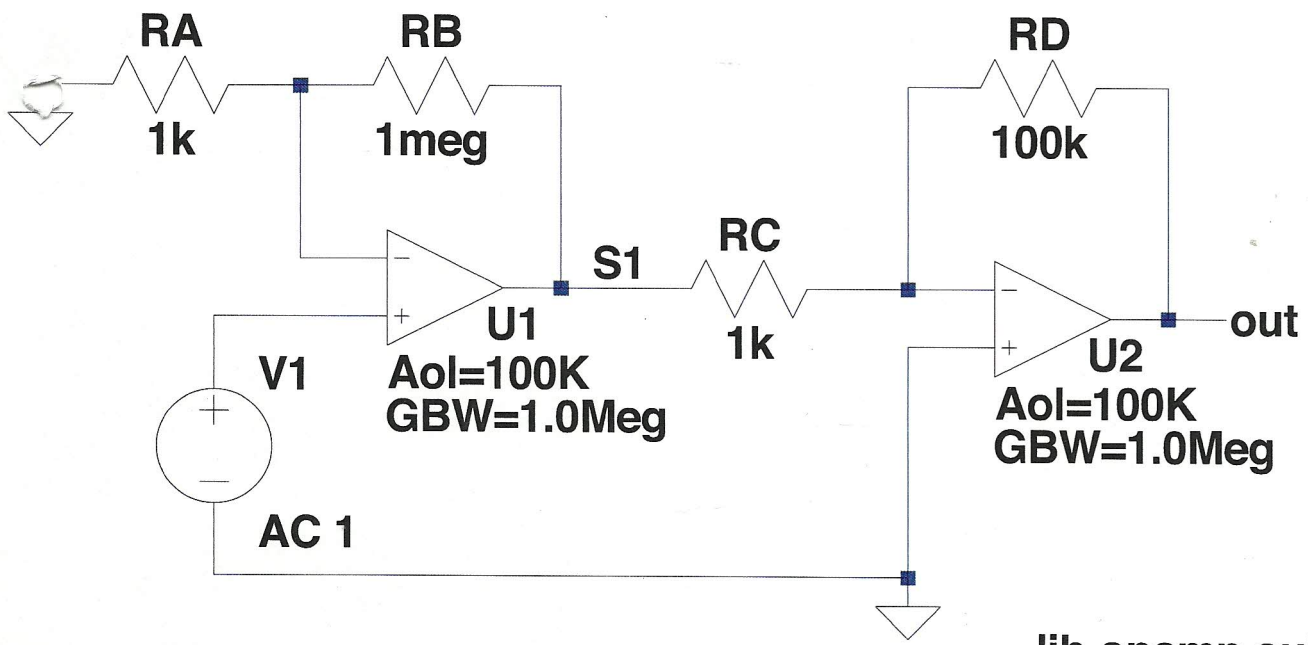 RA
RB
RD
1k
1meg
100k
RC
S1
U1
1k
out
U2
V1
Aol=100K
GBW=1.0Meg
Aol=100K
GBW=1.0Meg
AC 1